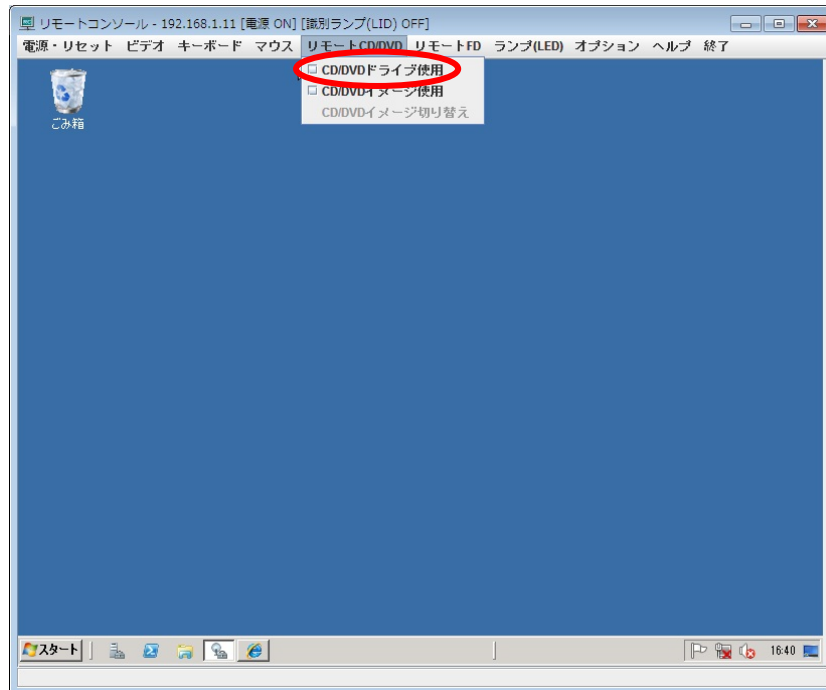 リモートコンソール - 192.168.1.11 [電源 ON] [識別ランプ(LID) OFF]
電源・リセット ビデオ キーボード マウス リモートCD/DVD リモートFD ランプ(LED) オプション ヘルプ 終了
CD/DVDドライブ使用
CD/DVDイメージ使用
CD/DVDイメージ切り替え
ごみ箱
スタート
16:40